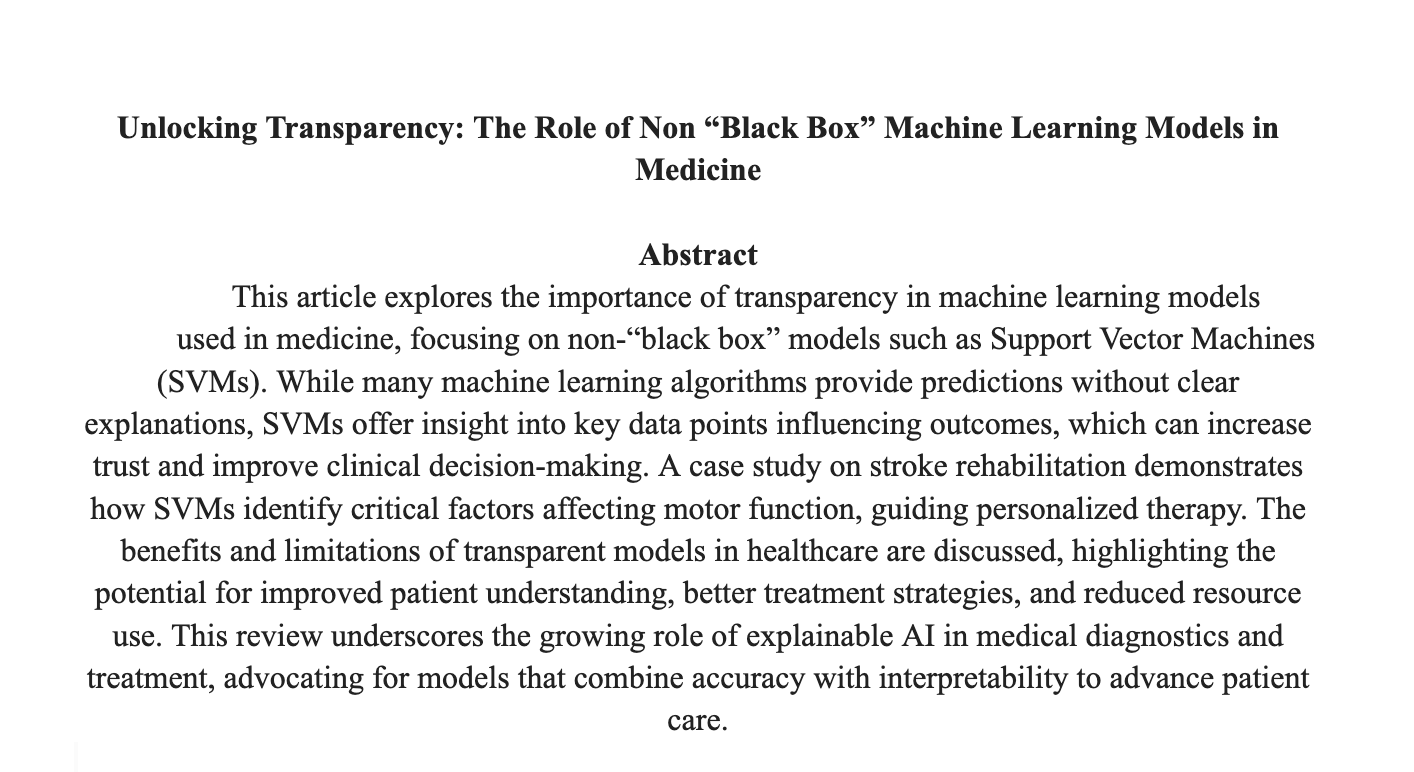 Unlocking Transparency: The Role of Non “Black Box” Machine Learning Models in
Medicine
Abstract
This article explores the importance of transparency in machine learning models
used in medicine, focusing on non-“black box” models such as Support Vector Machines
(SVMs). While many machine learning algorithms provide predictions without clear
explanations, SVMs offer insight into key data points influencing outcomes, which can increase
trust and improve clinical decision-making. A case study on stroke rehabilitation demonstrates
how SVMs identify critical factors affecting motor function, guiding personalized therapy. The
benefits and limitations of transparent models in healthcare are discussed, highlighting the
potential for improved patient understanding, better treatment strategies, and reduced resource
use. This review underscores the growing role of explainable AI in medical diagnostics and
treatment, advocating for models that combine accuracy with interpretability to advance patient
care.